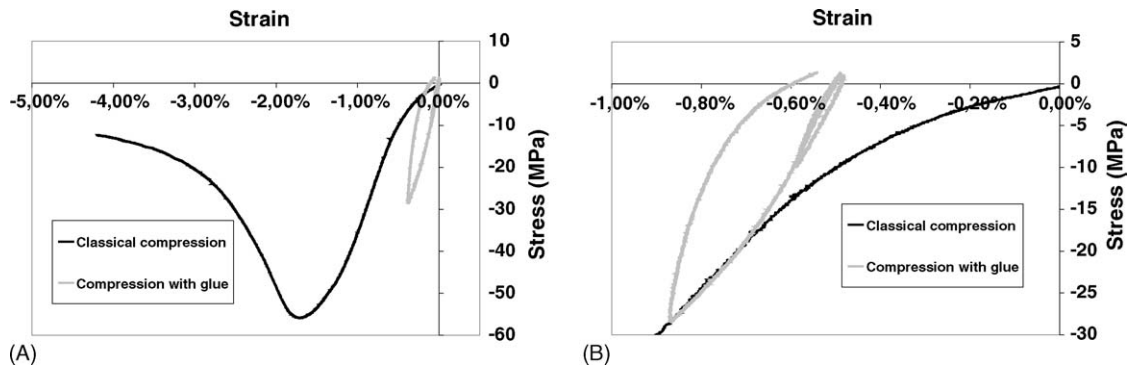 Strain
10
0
-10
-20
-30
-40
-50
-60
-5,00% -4,00% -3,00% -2,00% -1,00% 0,00%
Stress (MPa)
Classical compression
Compression with glue
(A)
Strain
5
0
-5
-10
-15
-20
-25
-30
-1,00% -0,80% -0,60% -0,40% -0,20% 0,00%
Stress (MPa)
Classical compression
Compression with glue
(B)